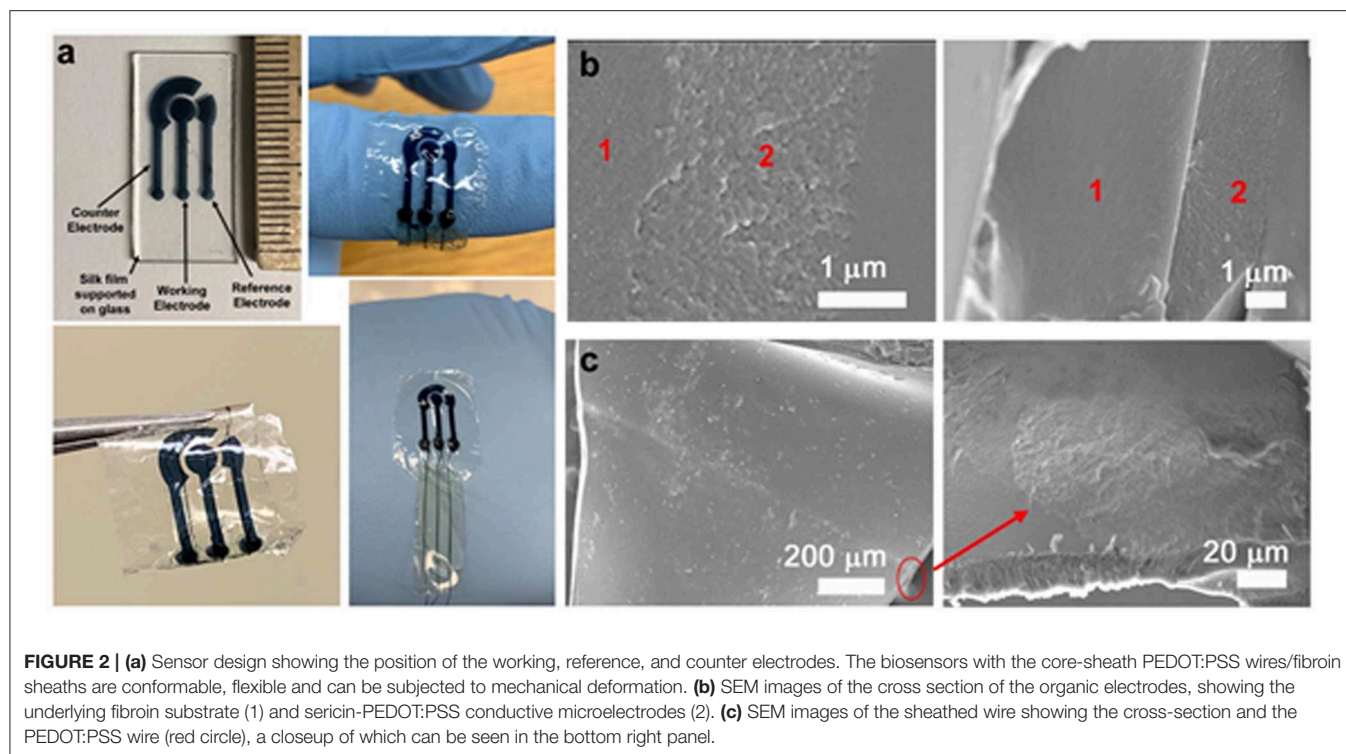 a
Counter
Electrode
Silk film
supported
on glass
Working
Electrode
Reference
Electrode
b
1
2
1 μm
1
2
1 μm
c
200 μm
20 μm
FIGURE 2 | (a) Sensor design showing the position of the working, reference, and counter electrodes. The biosensors with the core-sheath PEDOT:PSS wires/fibroin
sheaths are conformable, flexible and can be subjected to mechanical deformation. (b) SEM images of the cross section of the organic electrodes, showing the
underlying fibroin substrate (1) and sericin-PEDOT:PSS conductive microelectrodes (2). (c) SEM images of the sheathed wire showing the cross-section and the
PEDOT:PSS wire (red circle), a closeup of which can be seen in the bottom right panel.